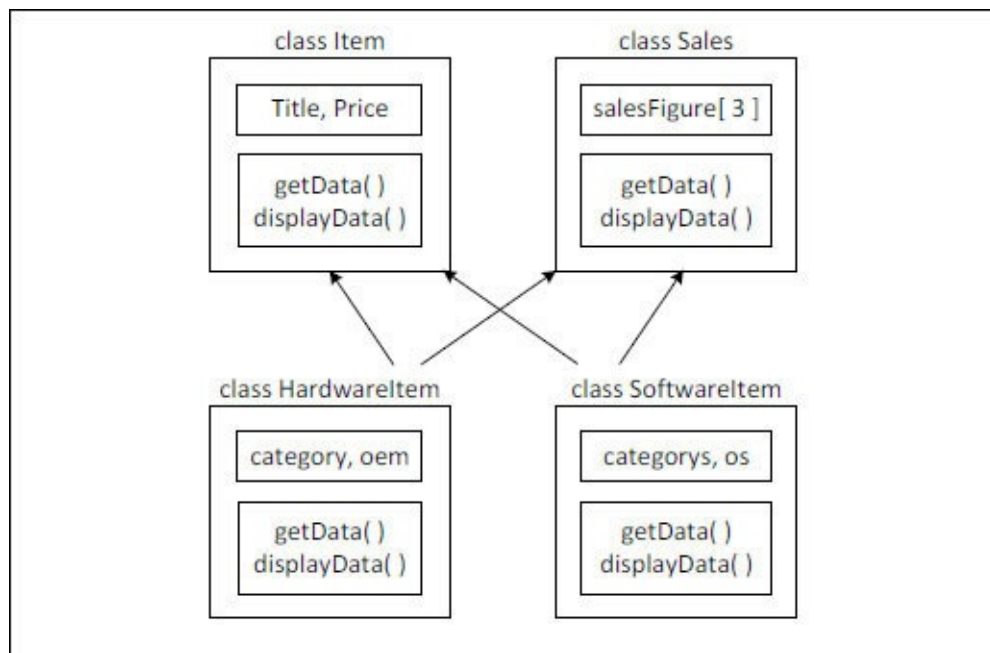 class Item
Title, Price
getData( )
displayData( )
class Sales
salesFigure[ 3 ]
getData( )
displayData( )
class HardwareItem
category, oem
getData( )
displayData( )
class SoftwareItem
categorys, os
getData( )
displayData( )